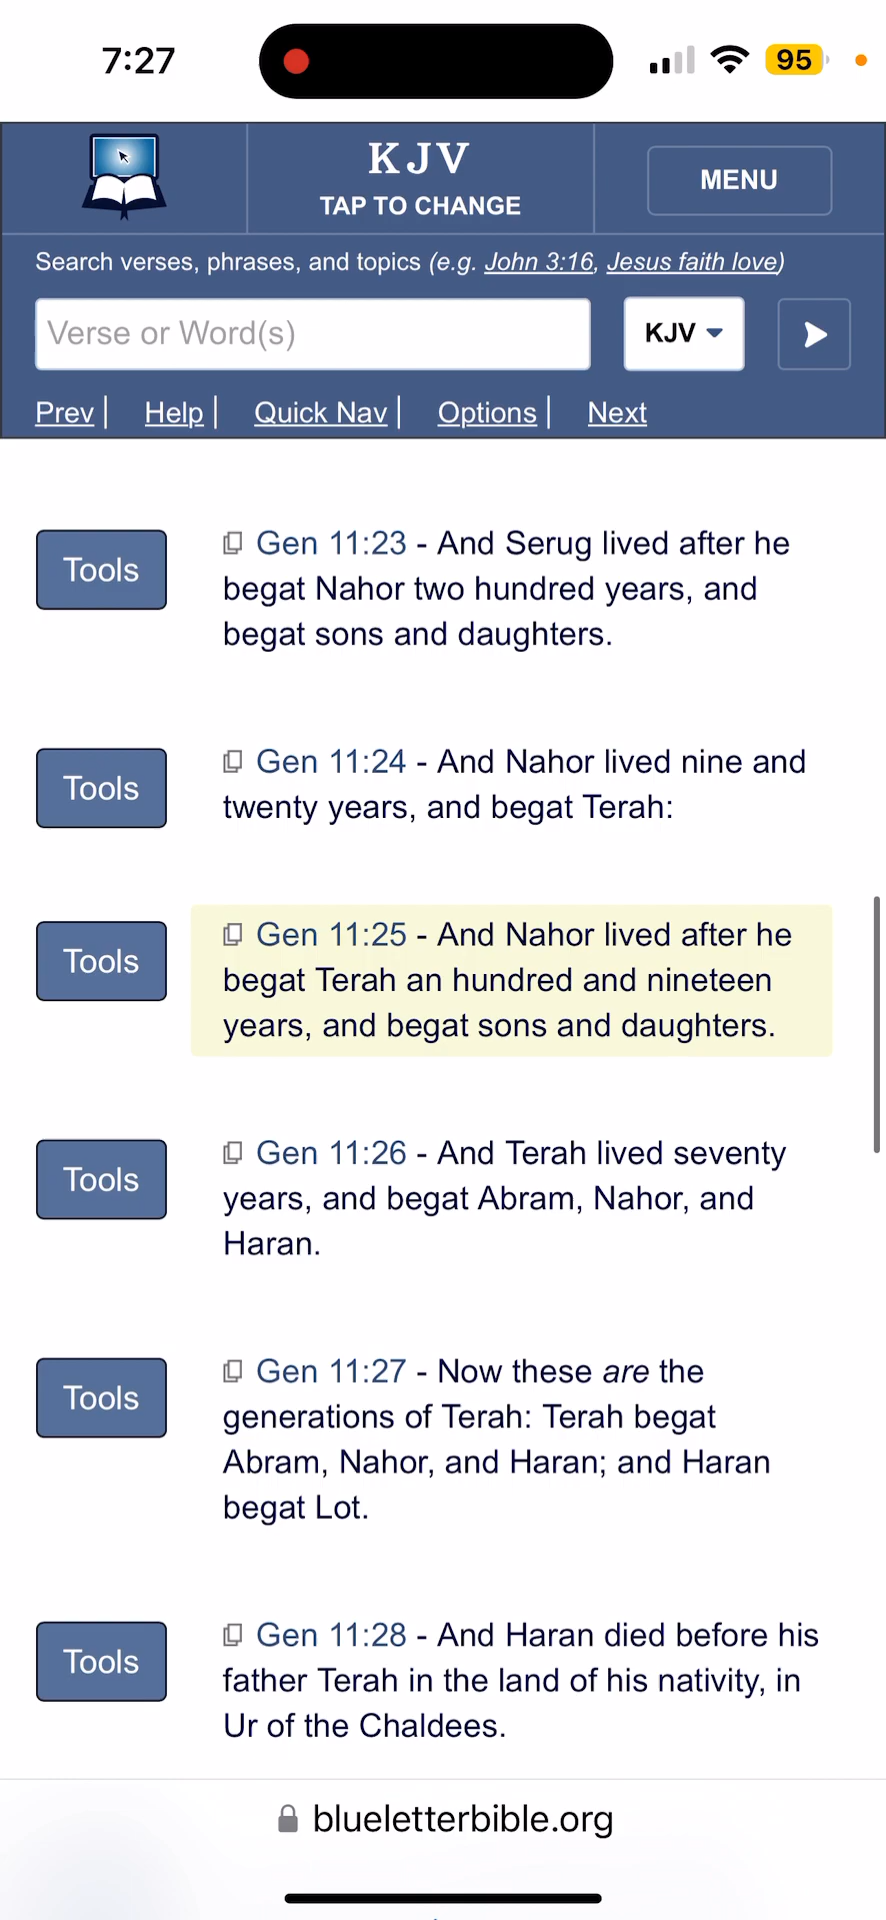 7:27
95
KJV
TAP TO CHANGE
MENU
Search verses, phrases, and topics (e.g. John 3:16, Jesus faith love)
Verse or Word(s)
KJV
Prev | Help | Quick Nav | Options | Next
Tools
Gen 11:23 - And Serug lived after he
begat Nahor two hundred years, and
begat sons and daughters.
Tools
Gen 11:24 - And Nahor lived nine and
twenty years, and begat Terah:
Tools
Gen 11:25 - And Nahor lived after he
begat Terah an hundred and nineteen
years, and begat sons and daughters.
Tools
Gen 11:26 - And Terah lived seventy
years, and begat Abram, Nahor, and
Haran.
Tools
Gen 11:27 - Now these are the
generations of Terah: Terah begat
Abram, Nahor, and Haran; and Haran
begat Lot.
Tools
Gen 11:28 - And Haran died before his
father Terah in the land of his nativity, in
Ur of the Chaldees.
blueletterbible.org